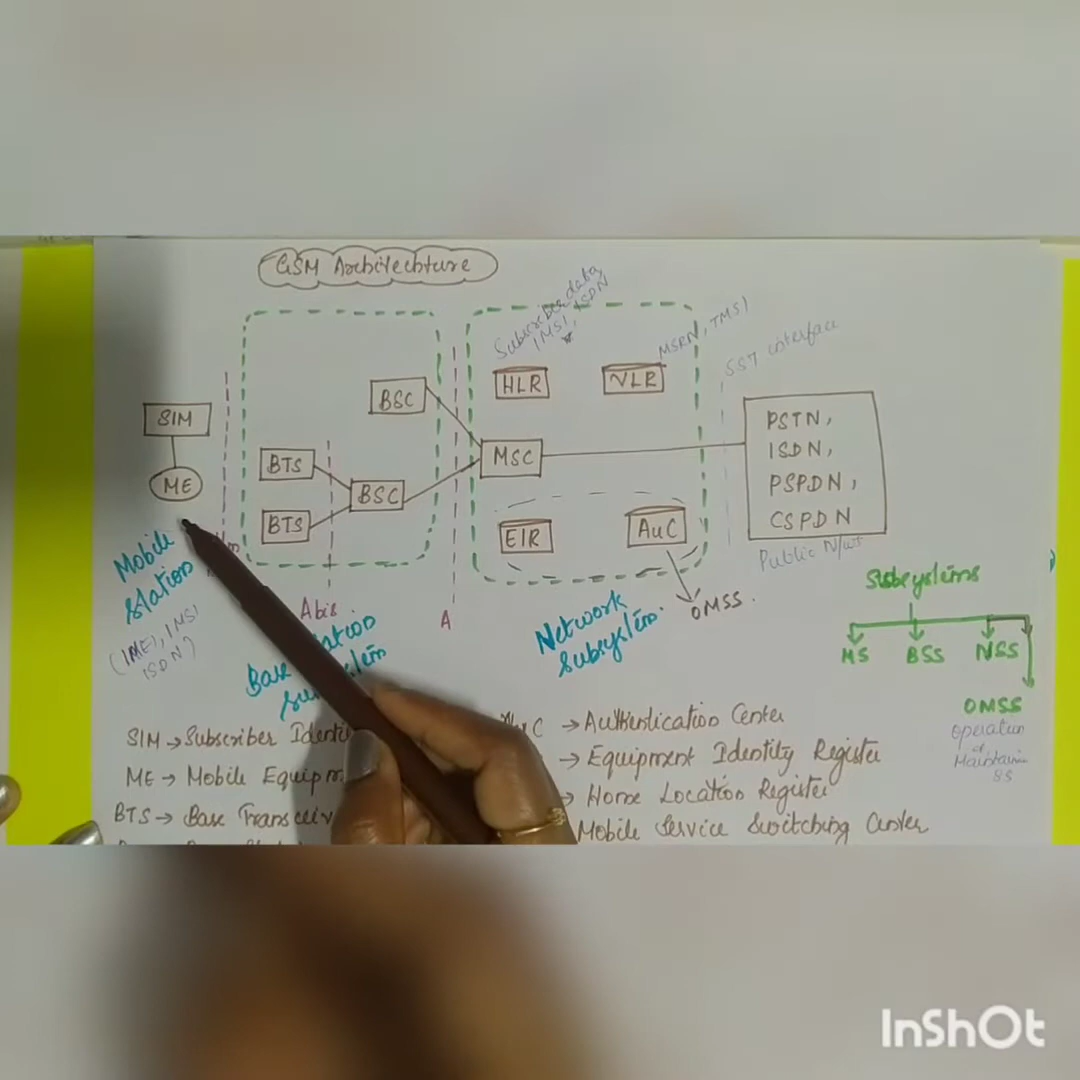 GSM Architechture
Subscriber data
IMSI, ISDN
HLR
VLR
MSRN, TMSI
SS7 interface
SIM
ME
BSC
BTS
BSC
BTS
MSC
EIR
AuC
PSTN,
ISDN,
PSPDN,
CSPDN
Public N/ws
OMSS.
Mobile
Station
(IMEI, IMSI
ISDN)
Abis
A
Base
Network
Subsystem.
Subsystems
MS BSS NSS
OMSS
Operation
Maintain
SS
SIM → Subscriber Identi
ME → Mobile Equipm
BTS → Base Transceiv
→ Authentication Center
→ Equipment Identity Register
→ Home Location Register
Mobile Service Switching Center
InShOt